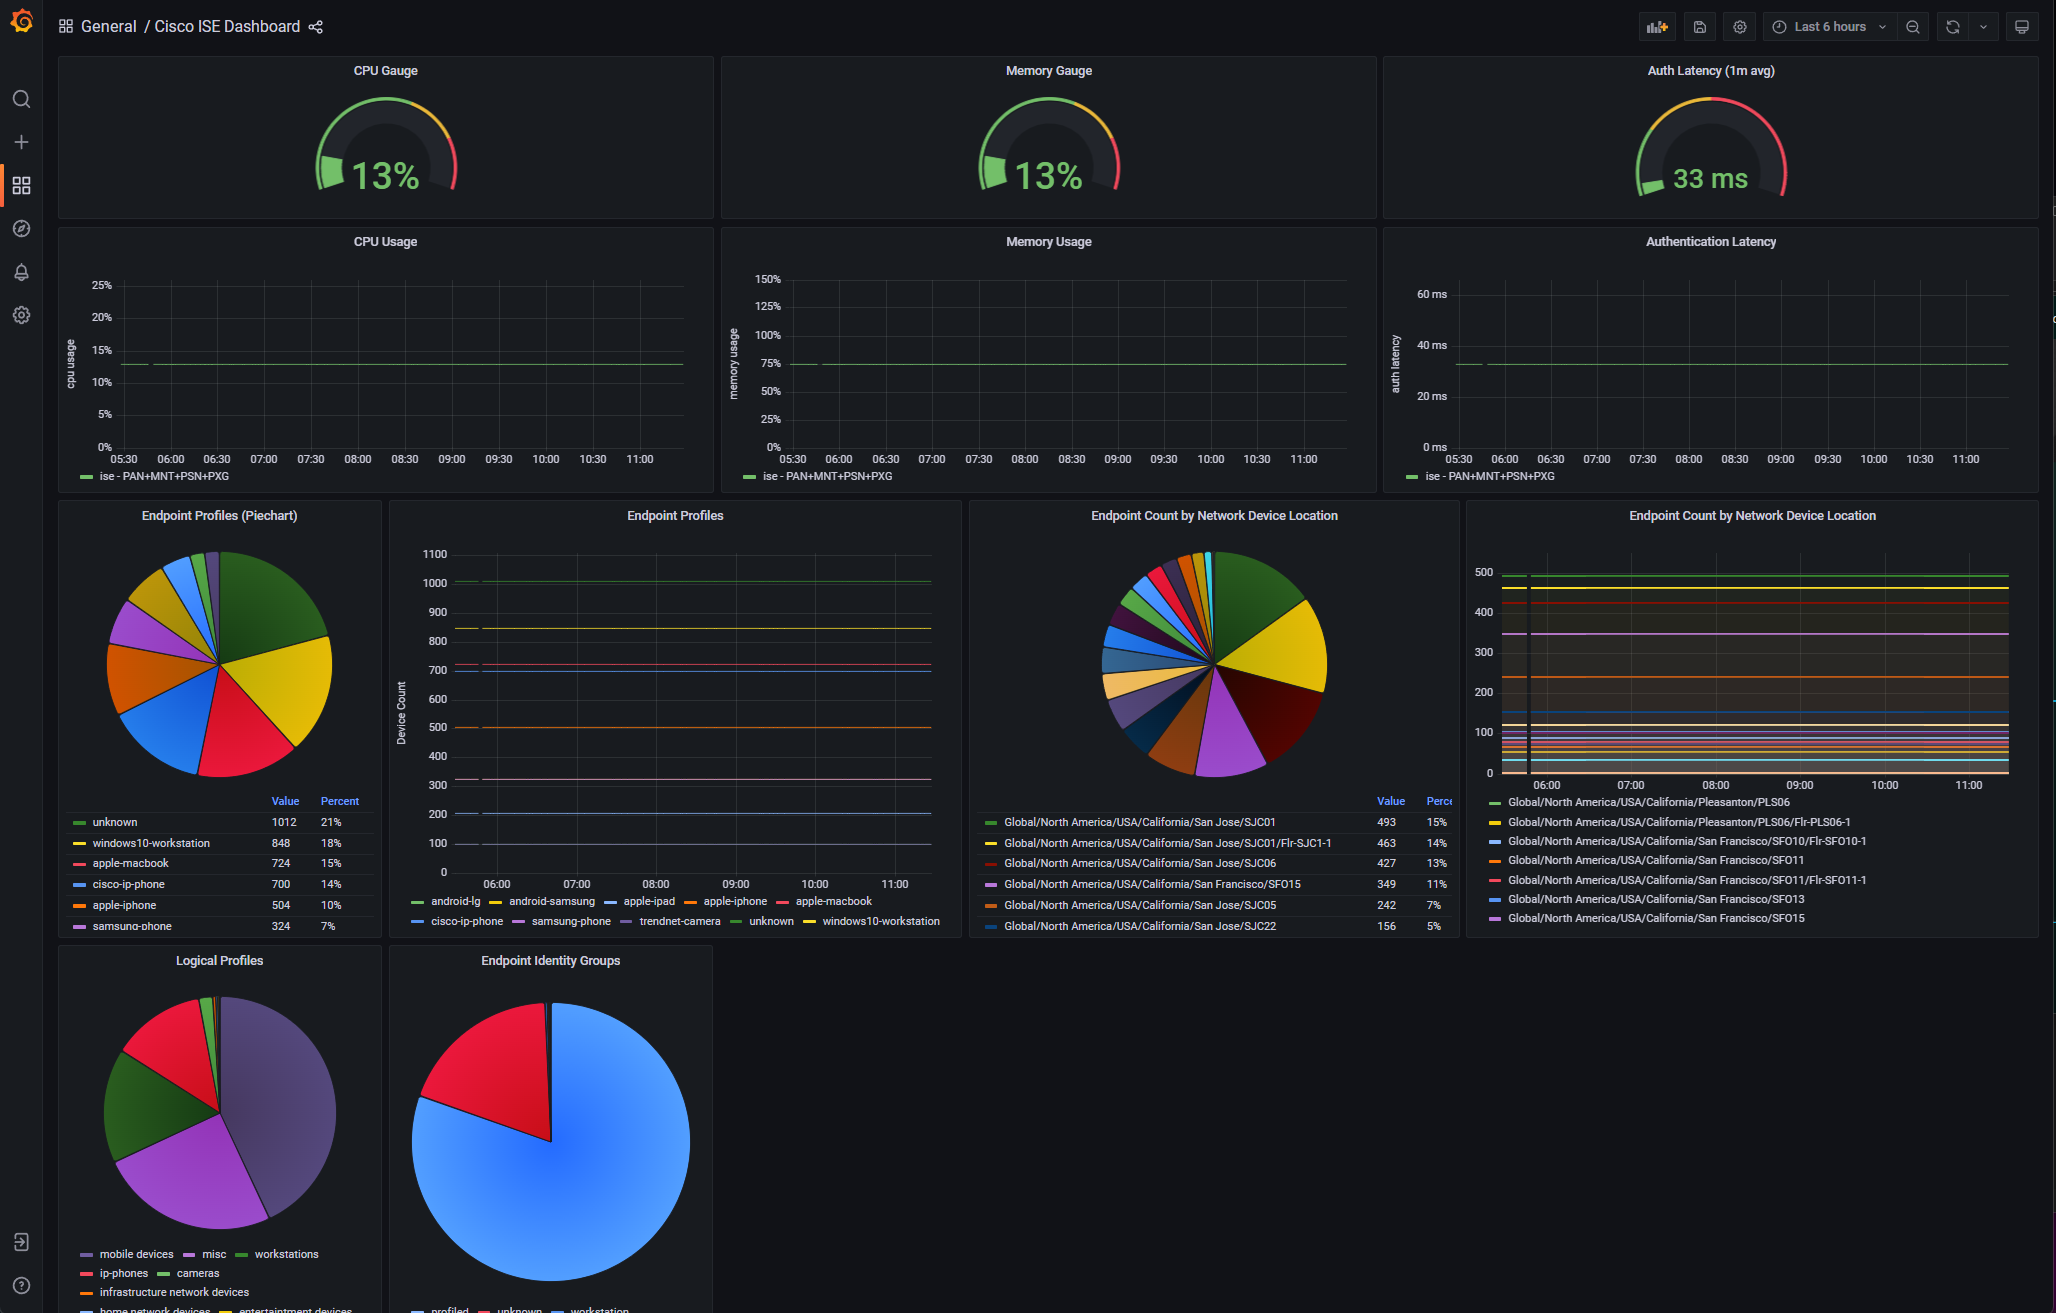 General / Cisco ISE Dashboard
Last 6 hours
CPU Gauge
13%
Memory Gauge
13%
Auth Latency (1m avg)
33 ms
CPU Usage
cpu usage
25%
20%
15%
10%
5%
0%
05:30 06:00 06:30 07:00 07:30 08:00 08:30 09:00 09:30 10:00 10:30 11:00
ise - PAN+MNT+PSN+PXG
Memory Usage
memory usage
150%
125%
100%
75%
50%
25%
0%
05:30 06:00 06:30 07:00 07:30 08:00 08:30 09:00 09:30 10:00 10:30 11:00
ise - PAN+MNT+PSN+PXG
Authentication Latency
auth latency
60 ms
40 ms
20 ms
0 ms
05:30 06:00 06:30 07:00 07:30 08:00 08:30 09:00 09:30 10:00 10:30 11:00
ise - PAN+MNT+PSN+PXG
Endpoint Profiles (Piechart)
Value Percent
unknown 1012 21%
windows10-workstation 848 18%
apple-macbook 724 15%
cisco-ip-phone 700 14%
apple-iphone 504 10%
samsung-phone 324 7%
Endpoint Profiles
Device Count
1100
1000
900
800
700
600
500
400
300
200
100
0
06:00 07:00 08:00 09:00 10:00 11:00
android-lg android-samsung apple-ipad apple-iphone apple-macbook
cisco-ip-phone samsung-phone trendnet-camera unknown windows10-workstation
Endpoint Count by Network Device Location
Value Perce
Global/North America/USA/California/San Jose/SJC01 493 15%
Global/North America/USA/California/San Jose/SJC01/Flr-SJC1-1 463 14%
Global/North America/USA/California/San Jose/SJC06 427 13%
Global/North America/USA/California/San Francisco/SFO15 349 11%
Global/North America/USA/California/San Jose/SJC05 242 7%
Global/North America/USA/California/San Jose/SJC22 156 5%
Endpoint Count by Network Device Location
500
400
300
200
100
0
06:00 07:00 08:00 09:00 10:00 11:00
Global/North America/USA/California/Pleasanton/PLS06
Global/North America/USA/California/Pleasanton/PLS06/Flr-PLS06-1
Global/North America/USA/California/San Francisco/SFO10/Flr-SFO10-1
Global/North America/USA/California/San Francisco/SFO11
Global/North America/USA/California/San Francisco/SFO11/Flr-SFO11-1
Global/North America/USA/California/San Francisco/SFO13
Global/North America/USA/California/San Francisco/SFO15
Logical Profiles
mobile devices misc workstations
ip-phones cameras
infrastructure network devices
home network devices entertaintment devices
Endpoint Identity Groups
profiled unknown workstation